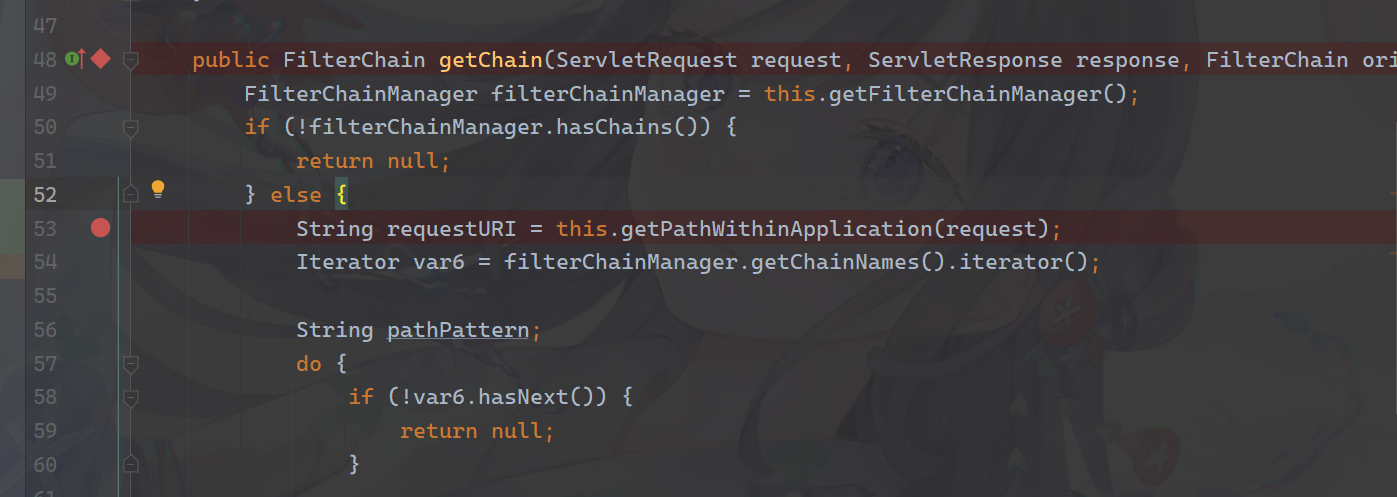 47
48 public FilterChain getChain(ServletRequest request, ServletResponse response, FilterChain ori
49 FilterChainManager filterChainManager = this.getFilterChainManager();
50 if (!filterChainManager.hasChains()) {
51 return null;
52 } else {
53 String requestURI = this.getPathWithinApplication(request);
54 Iterator var6 = filterChainManager.getChainNames().iterator();
55
56 String pathPattern;
57 do {
58 if (!var6.hasNext()) {
59 return null;
60 }
61